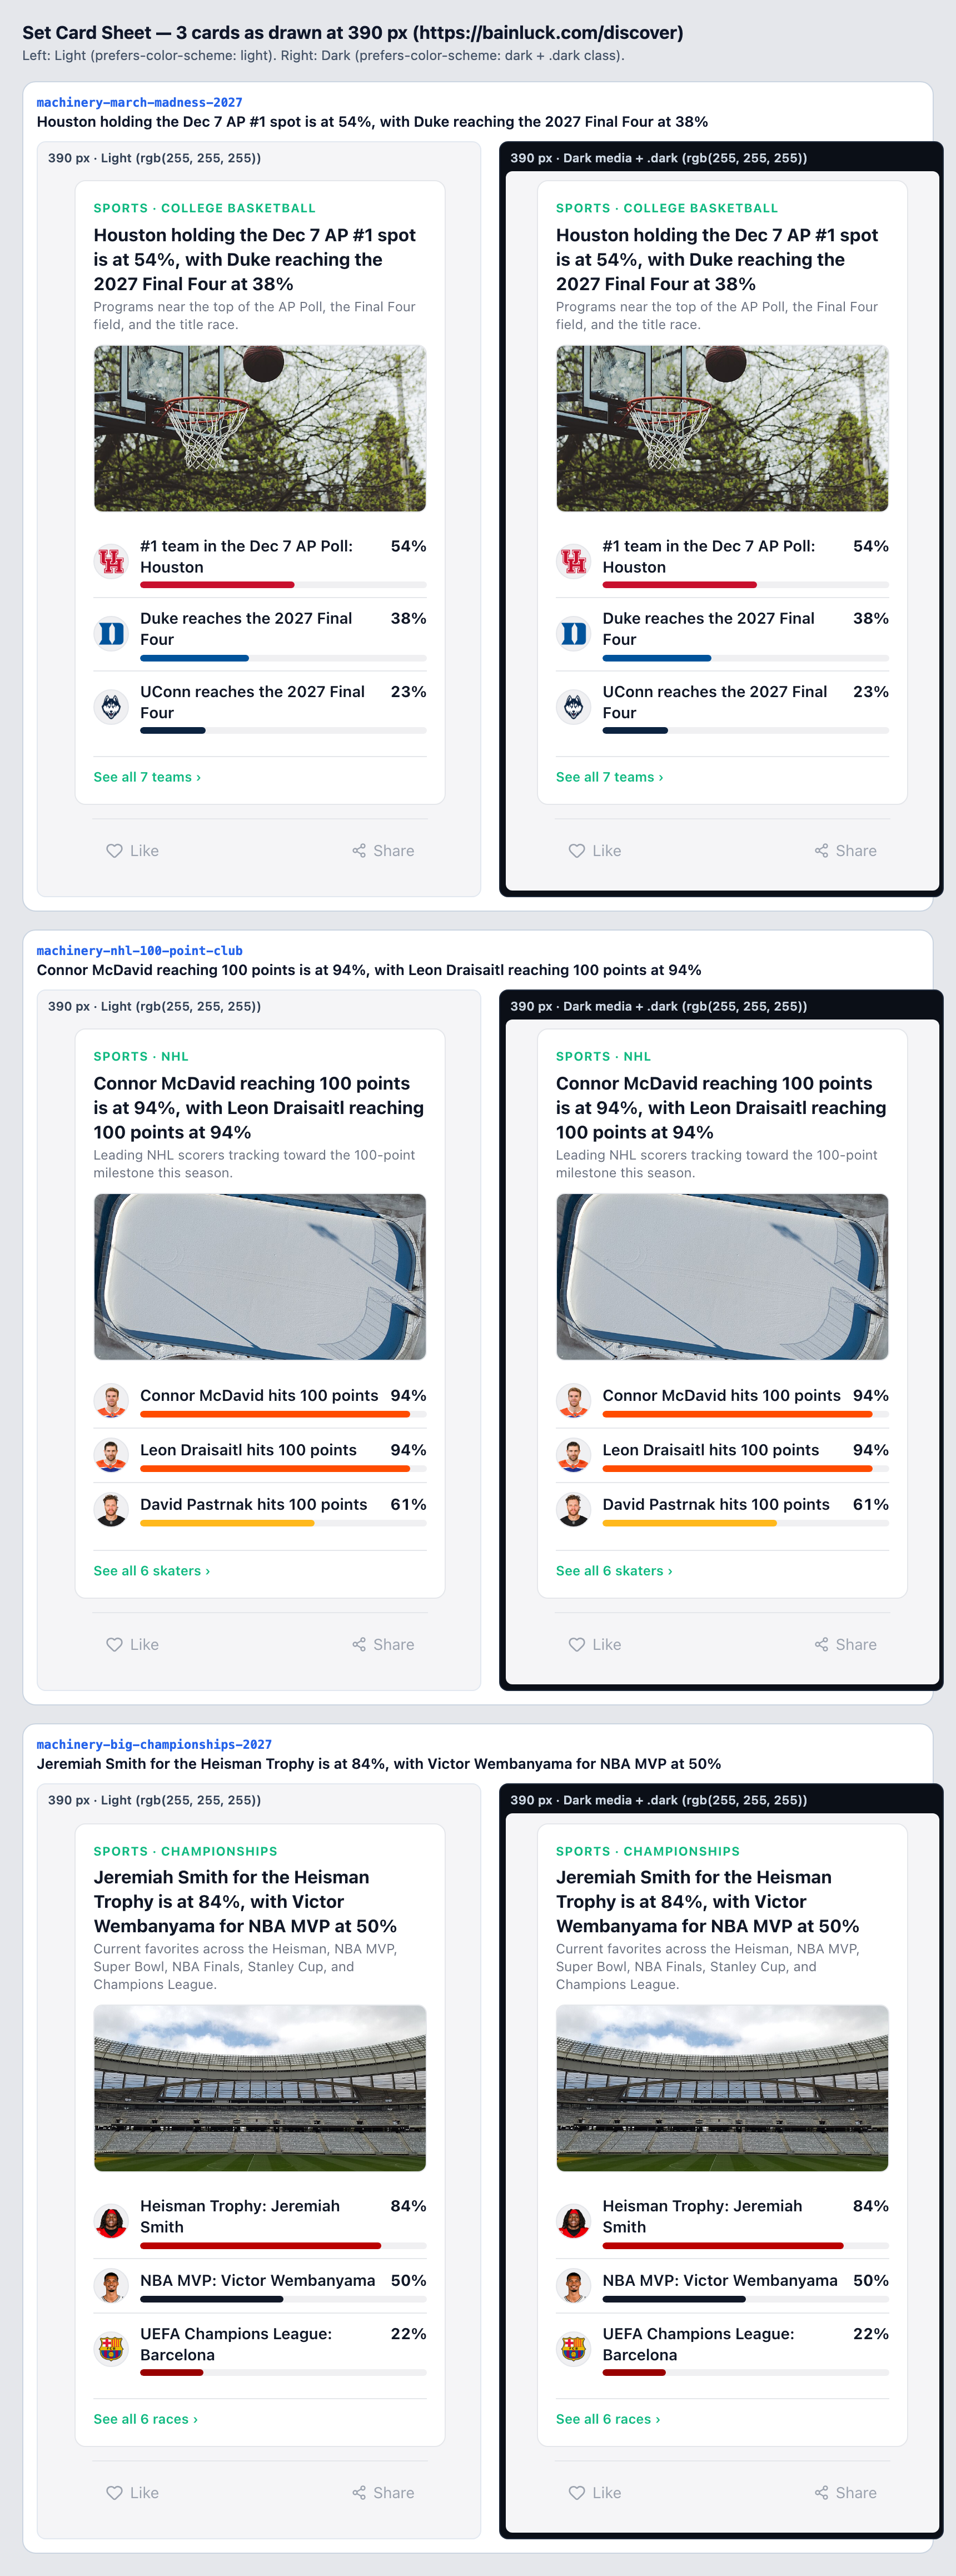 Set Card Sheet — 3 cards as drawn at 390 px (https://bainluck.com/discover)
Left: Light (prefers-color-scheme: light). Right: Dark (prefers-color-scheme: dark + .dark class).
machinery-march-madness-2027
Houston holding the Dec 7 AP #1 spot is at 54%, with Duke reaching the 2027 Final Four at 38%
390 px · Light (rgb(255, 255, 255))
SPORTS · COLLEGE BASKETBALL
Houston holding the Dec 7 AP #1 spot
is at 54%, with Duke reaching the
2027 Final Four at 38%
Programs near the top of the AP Poll, the Final Four
field, and the title race.
#1 team in the Dec 7 AP Poll: 54%
Houston
Duke reaches the 2027 Final 38%
Four
UConn reaches the 2027 Final 23%
Four
See all 7 teams ›
Like Share
390 px · Dark media + .dark (rgb(255, 255, 255))
SPORTS · COLLEGE BASKETBALL
Houston holding the Dec 7 AP #1 spot
is at 54%, with Duke reaching the
2027 Final Four at 38%
Programs near the top of the AP Poll, the Final Four
field, and the title race.
#1 team in the Dec 7 AP Poll: 54%
Houston
Duke reaches the 2027 Final 38%
Four
UConn reaches the 2027 Final 23%
Four
See all 7 teams ›
Like Share
machinery-nhl-100-point-club
Connor McDavid reaching 100 points is at 94%, with Leon Draisaitl reaching 100 points at 94%
390 px · Light (rgb(255, 255, 255))
SPORTS · NHL
Connor McDavid reaching 100 points
is at 94%, with Leon Draisaitl reaching
100 points at 94%
Leading NHL scorers tracking toward the 100-point
milestone this season.
Connor McDavid hits 100 points 94%
Leon Draisaitl hits 100 points 94%
David Pastrnak hits 100 points 61%
See all 6 skaters ›
Like Share
390 px · Dark media + .dark (rgb(255, 255, 255))
SPORTS · NHL
Connor McDavid reaching 100 points
is at 94%, with Leon Draisaitl reaching
100 points at 94%
Leading NHL scorers tracking toward the 100-point
milestone this season.
Connor McDavid hits 100 points 94%
Leon Draisaitl hits 100 points 94%
David Pastrnak hits 100 points 61%
See all 6 skaters ›
Like Share
machinery-big-championships-2027
Jeremiah Smith for the Heisman Trophy is at 84%, with Victor Wembanyama for NBA MVP at 50%
390 px · Light (rgb(255, 255, 255))
SPORTS · CHAMPIONSHIPS
Jeremiah Smith for the Heisman
Trophy is at 84%, with Victor
Wembanyama for NBA MVP at 50%
Current favorites across the Heisman, NBA MVP,
Super Bowl, NBA Finals, Stanley Cup, and
Champions League.
Heisman Trophy: Jeremiah 84%
Smith
NBA MVP: Victor Wembanyama 50%
UEFA Champions League: 22%
Barcelona
See all 6 races ›
Like Share
390 px · Dark media + .dark (rgb(255, 255, 255))
SPORTS · CHAMPIONSHIPS
Jeremiah Smith for the Heisman
Trophy is at 84%, with Victor
Wembanyama for NBA MVP at 50%
Current favorites across the Heisman, NBA MVP,
Super Bowl, NBA Finals, Stanley Cup, and
Champions League.
Heisman Trophy: Jeremiah 84%
Smith
NBA MVP: Victor Wembanyama 50%
UEFA Champions League: 22%
Barcelona
See all 6 races ›
Like Share